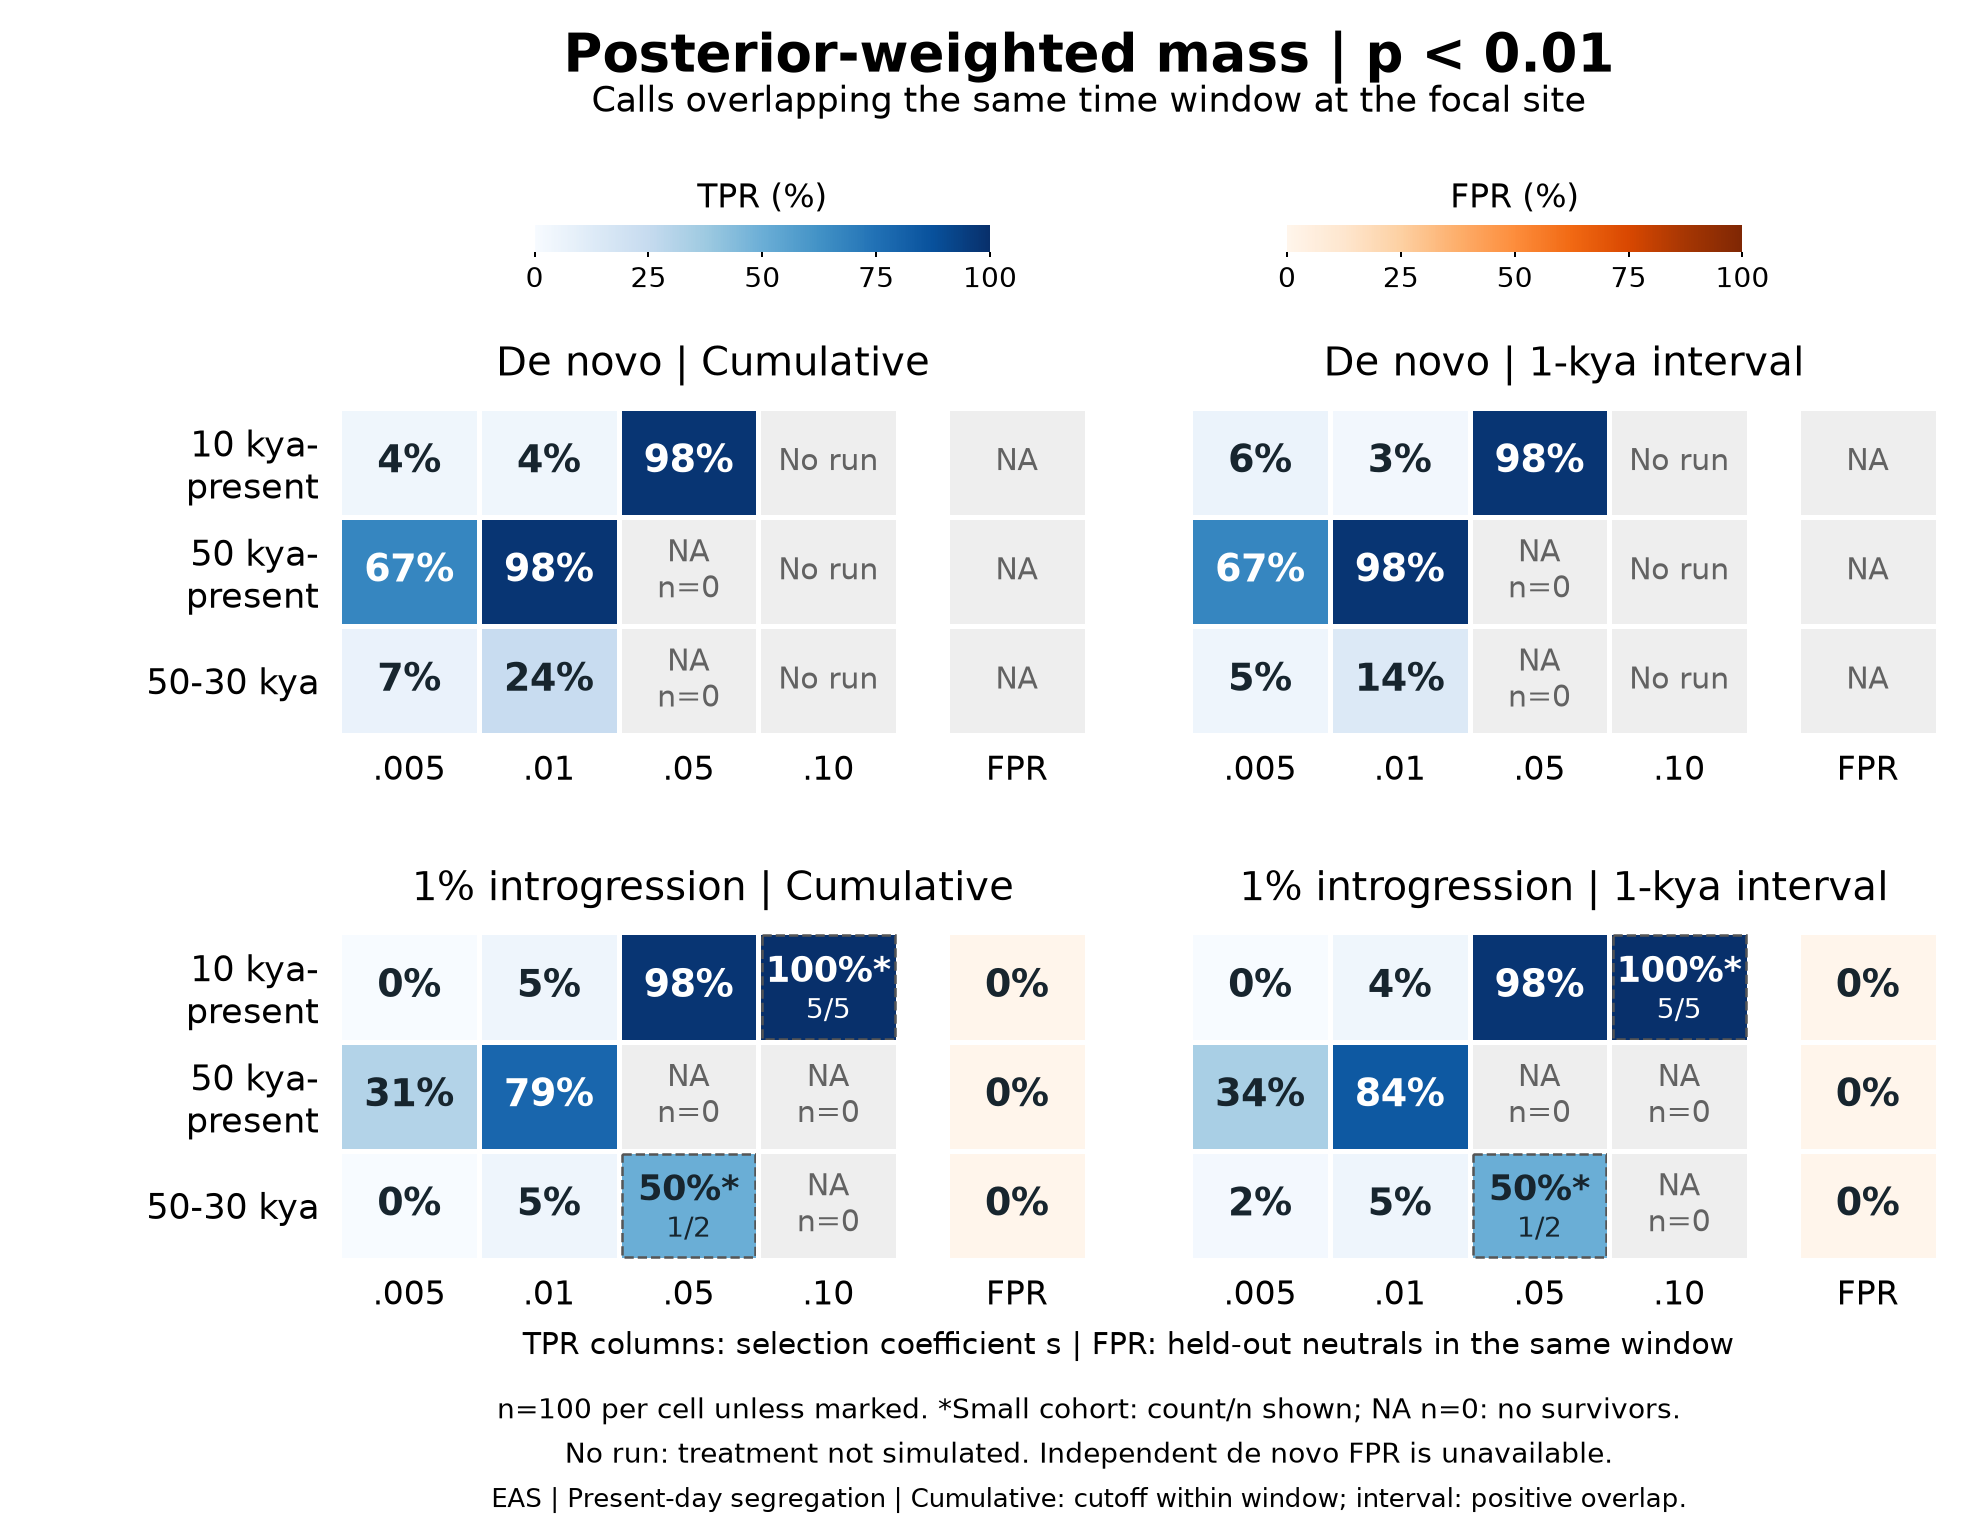 Posterior-weighted mass | p < 0.01
Calls overlapping the same time window at the focal site
TPR (%)
0 25 50 75 100
FPR (%)
0 25 50 75 100
De novo | Cumulative
10 kya-
present
4% 4% 98% No run NA
50 kya-
present
67% 98% NA
n=0 No run NA
50-30 kya
7% 24% NA
n=0 No run NA
.005 .01 .05 .10 FPR
De novo | 1-kya interval
6% 3% 98% No run NA
67% 98% NA
n=0 No run NA
5% 14% NA
n=0 No run NA
.005 .01 .05 .10 FPR
1% introgression | Cumulative
10 kya-
present
0% 5% 98% 100%*
5/5 0%
50 kya-
present
31% 79% NA
n=0 NA
n=0 0%
50-30 kya
0% 5% 50%*
1/2 NA
n=0 0%
.005 .01 .05 .10 FPR
1% introgression | 1-kya interval
0% 4% 98% 100%*
5/5 0%
34% 84% NA
n=0 NA
n=0 0%
2% 5% 50%*
1/2 NA
n=0 0%
.005 .01 .05 .10 FPR
TPR columns: selection coefficient s | FPR: held-out neutrals in the same window
n=100 per cell unless marked. *Small cohort: count/n shown; NA n=0: no survivors.
No run: treatment not simulated. Independent de novo FPR is unavailable.
EAS | Present-day segregation | Cumulative: cutoff within window; interval: positive overlap.